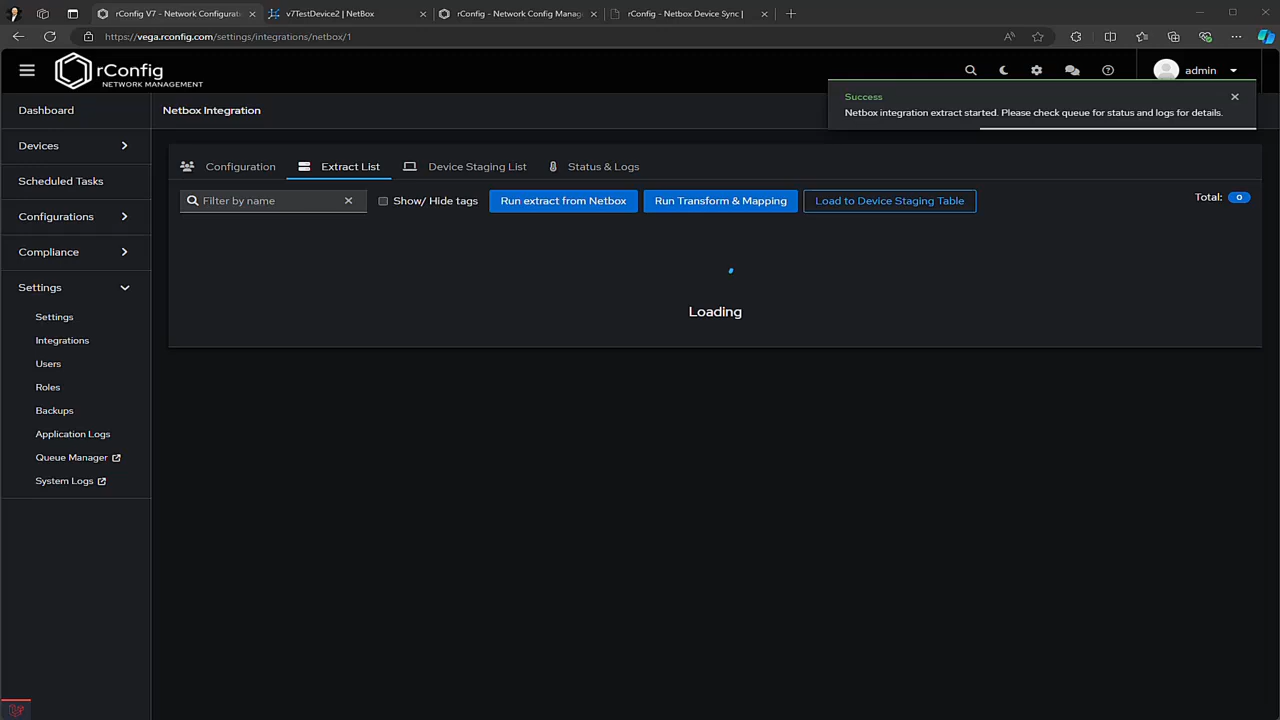 rConfig V7 - Network Configurati
v7TestDevice2 | NetBox
rConfig - Network Config Manag
rConfig - Netbox Device Sync |
https://vega.rconfig.com/settings/integrations/netbox/1
rConfig
NETWORK MANAGEMENT
admin
Dashboard
Devices
Scheduled Tasks
Configurations
Compliance
Settings
Settings
Integrations
Users
Roles
Backups
Application Logs
Queue Manager
System Logs
Netbox Integration
Success
Netbox integration extract started. Please check queue for status and logs for details.
Configuration
Extract List
Device Staging List
Status & Logs
Filter by name
Show/ Hide tags
Run extract from Netbox
Run Transform & Mapping
Load to Device Staging Table
Total: 0
Loading